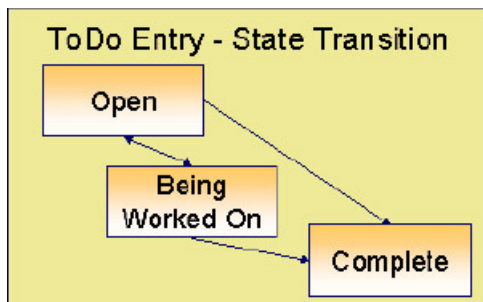 ToDo Entry - State Transition
Open
Being
Worked On
Complete